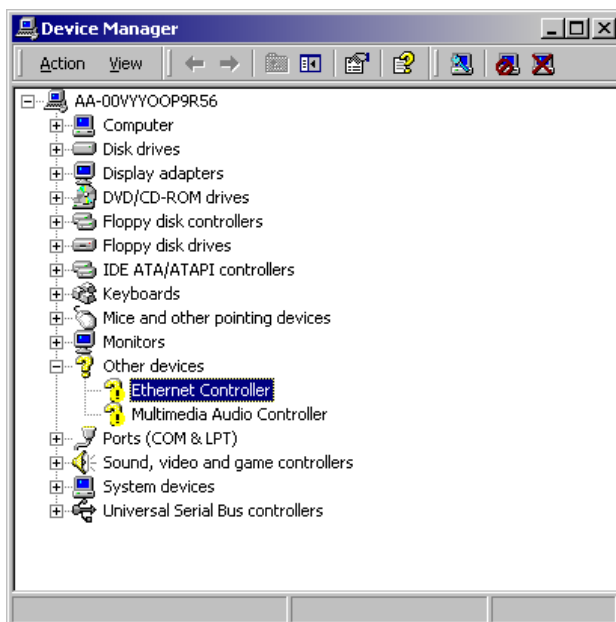 Device Manager
Action View
AA-00VYYOOP9R56
Computer
Disk drives
Display adapters
DVD/CD-ROM drives
Floppy disk controllers
Floppy disk drives
IDE ATA/ATAPI controllers
Keyboards
Mice and other pointing devices
Monitors
Other devices
Ethernet Controller
Multimedia Audio Controller
Ports (COM & LPT)
Sound, video and game controllers
System devices
Universal Serial Bus controllers